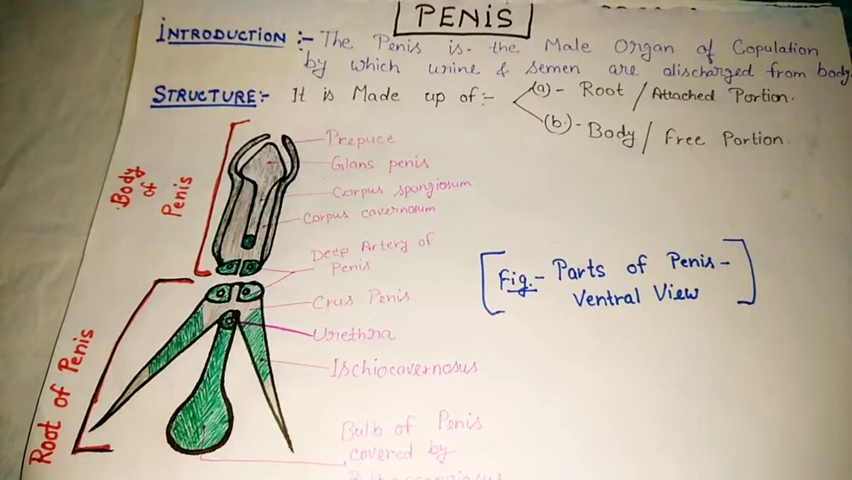 PENIS
INTRODUCTION :- The Penis is the Male Organ of Copulation
by which urine & semen are discharged from body.
STRUCTURE:- It is Made up of:- (a)- Root / Attached Portion.
(b)- Body / Free Portion.
Body of Penis
Prepuce
Glans penis
Corpus spongiosum
Corpus cavernosum
Deep Artery of
Penis
Crus Penis
Urethra
Ischiocavernosus
Bulb of Penis
covered by
Root of Penis
[Fig.- Parts of Penis-
Ventral View]